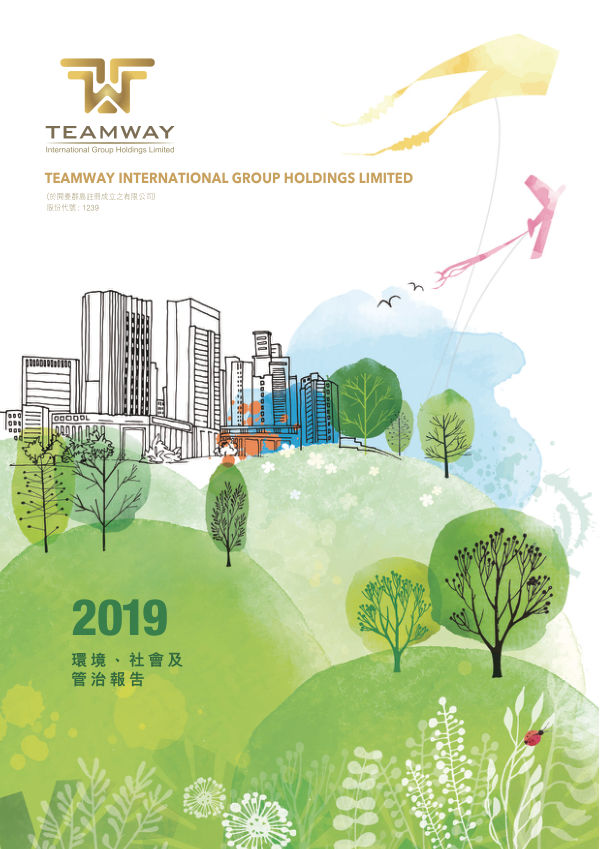 TEAMWAY
International Group Holdings Limited
TEAMWAY INTERNATIONAL GROUP HOLDINGS LIMITED
(於開曼群島註冊成立之有限公司)
股份代號：1239
2019
環境、社會及
管治報告